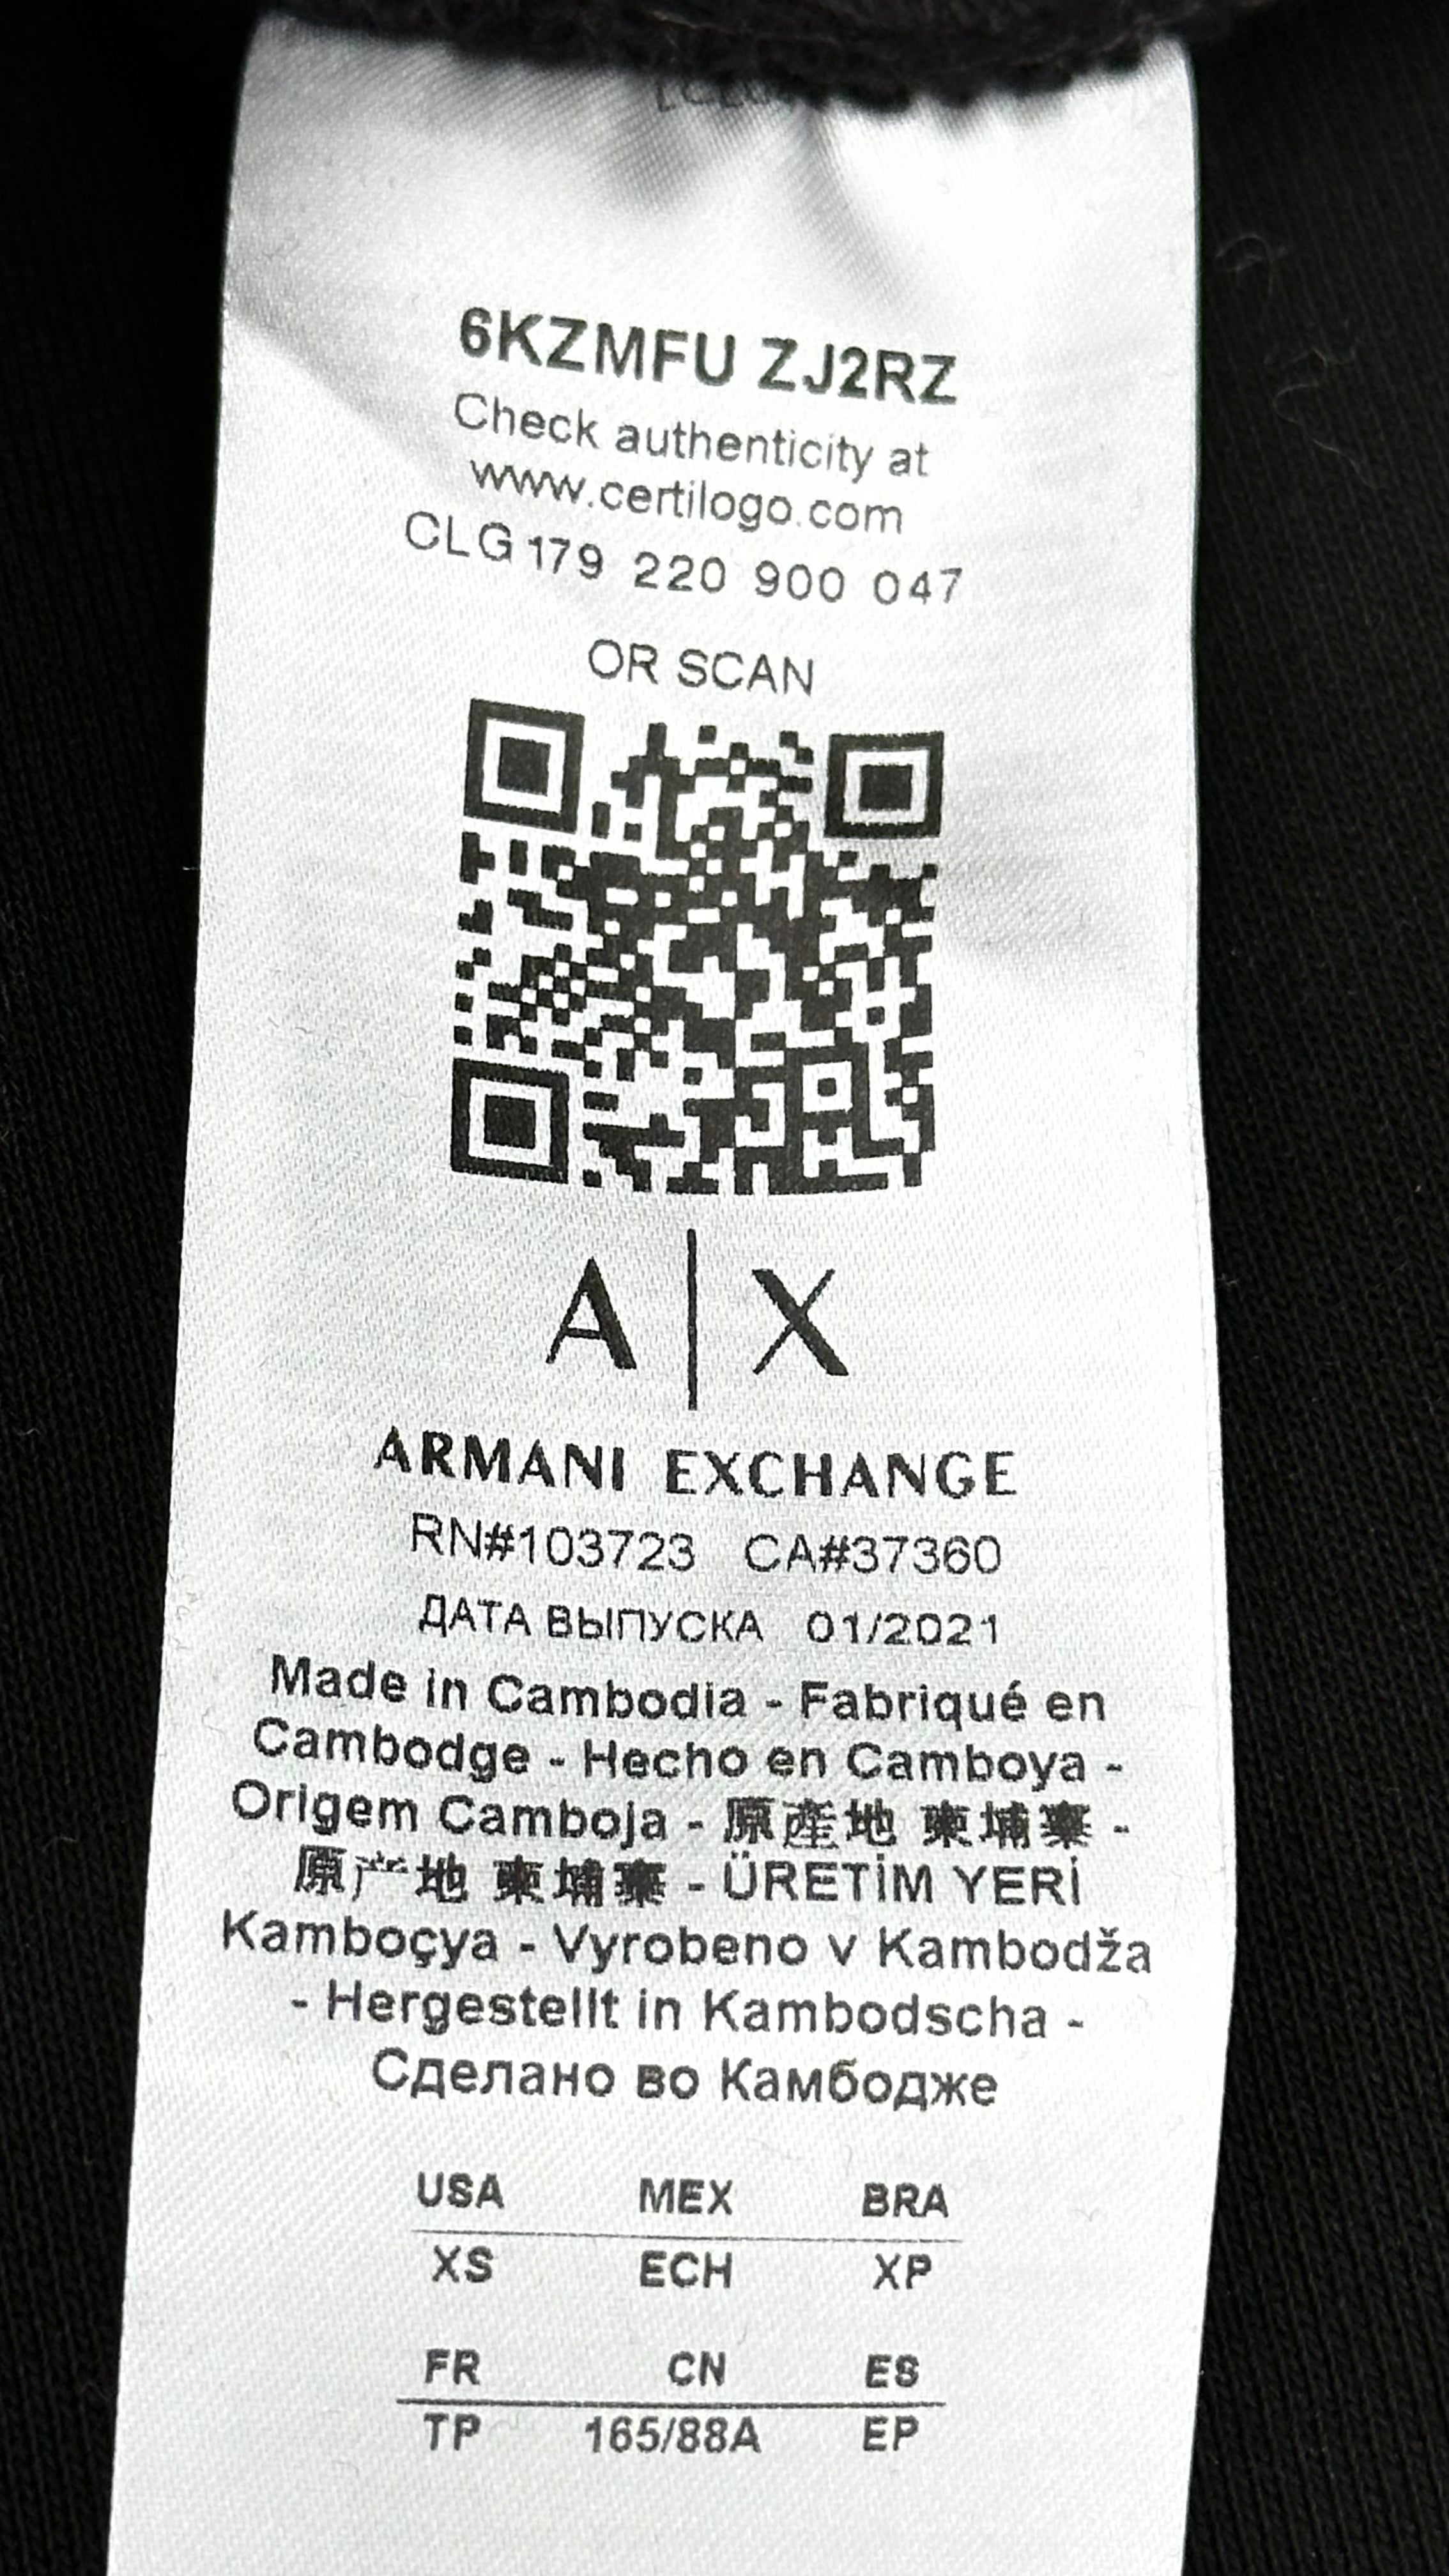 6KZMFU ZJ2RZ
Check authenticity at
www.certilogo.com
CLG 179 220 900 047
OR SCAN
A|X
ARMANI EXCHANGE
RN#103723 CA#37360
ДАТА ВЫПУСКА 01/2021
Made in Cambodia - Fabriqué en
Cambodge - Hecho en Camboya -
Origem Camboja - 原產地 柬埔寨 -
原产地 柬埔寨 - ÜRETİM YERİ
Kamboçya - Vyrobeno v Kambodža
- Hergestellt in Kambodscha -
Сделано во Камбодже
USA MEX BRA
XS ECH XP
FR CN ES
TP 165/88A EP